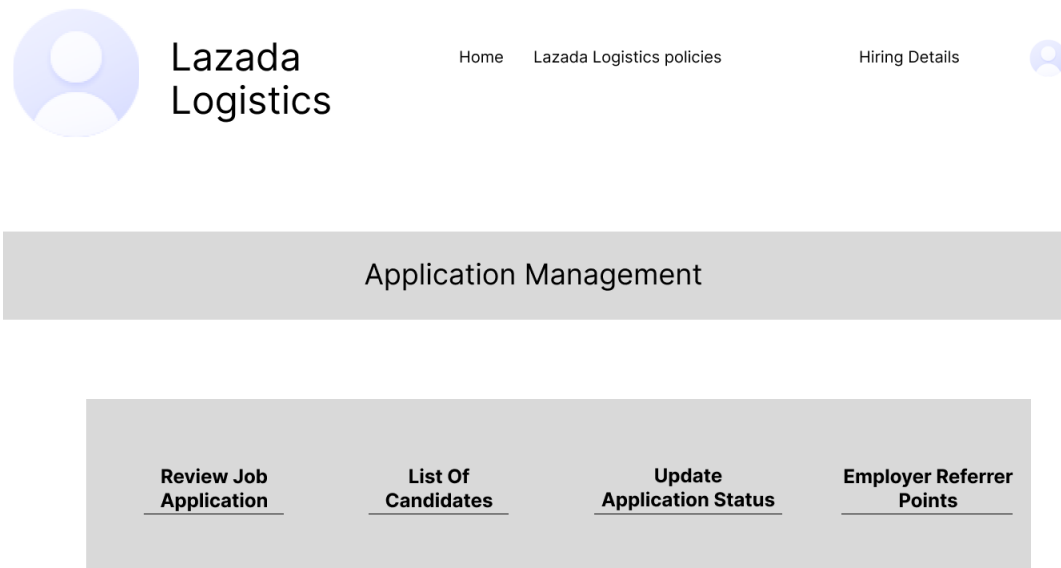 Lazada
Logistics
Home
Lazada Logistics policies
Hiring Details
Application Management
Review Job
Application
List Of
Candidates
Update
Application Status
Employer Referrer
Points